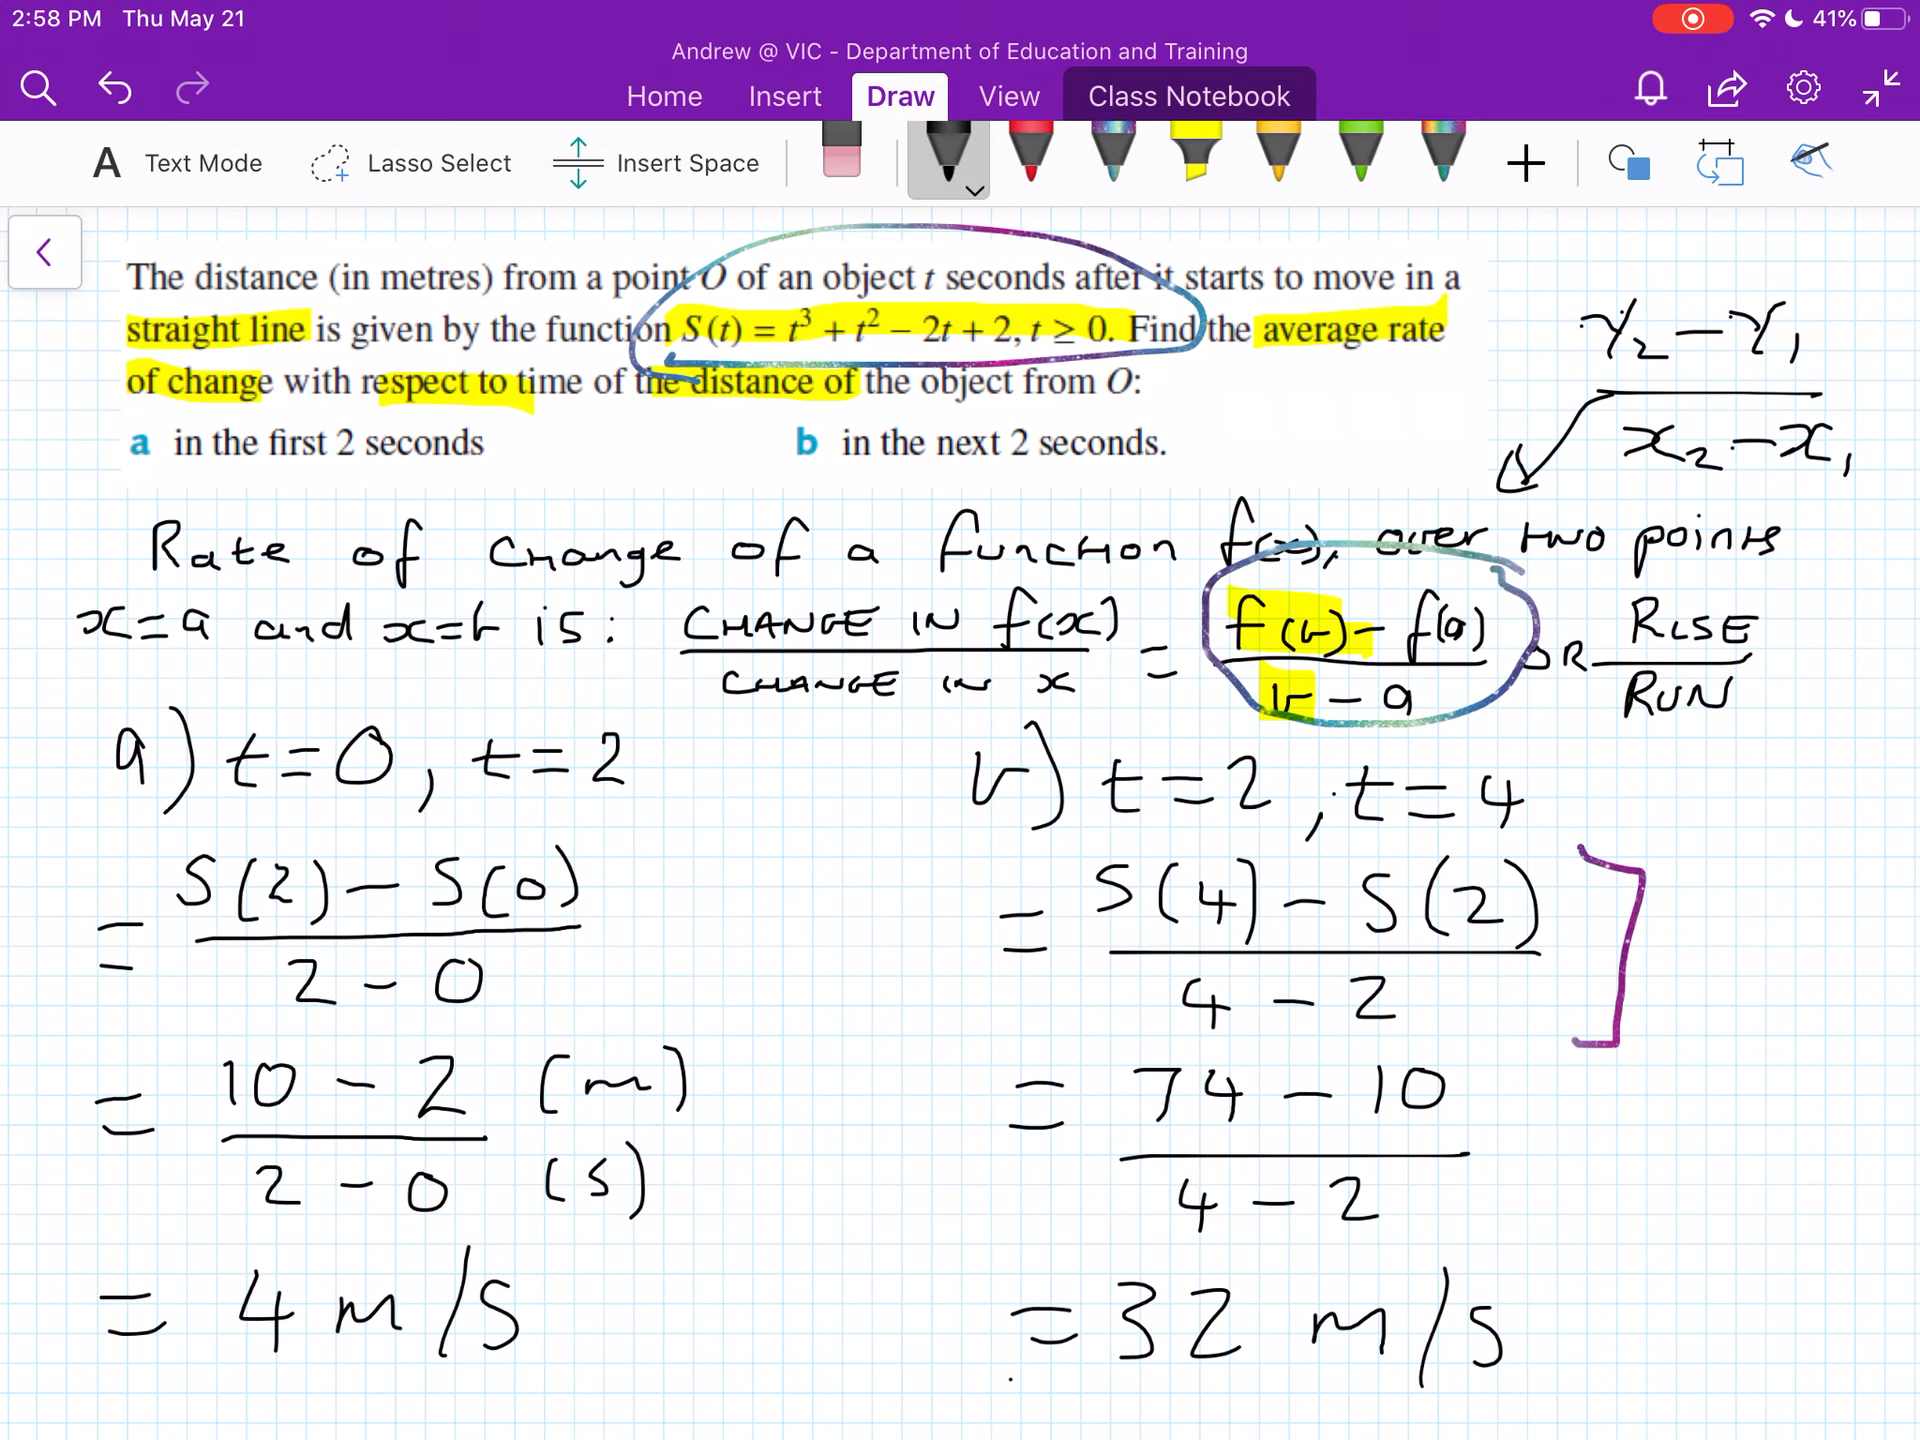 2:58 PM Thu May 21
41%
Andrew @ VIC - Department of Education and Training
Home Insert Draw View Class Notebook
A Text Mode Lasso Select Insert Space
The distance (in metres) from a point O of an object t seconds after it starts to move in a
straight line is given by the function S(t) = t³ + t² − 2t + 2, t ≥ 0. Find the average rate
of change with respect to time of the distance of the object from O:
a in the first 2 seconds b in the next 2 seconds.
Y₂ − Y₁
x₂ − x₁
Rate of change of a function f(x), over two points
x=a and x=b is: CHANGE IN f(x) / CHANGE IN x = f(b) − f(a) / b − a OR RISE / RUN
a) t=0, t=2
= S(2) − S(0) / 2 − 0
= 10 − 2 (m) / 2 − 0 (s)
= 4 m/s
b) t=2, t=4
= S(4) − S(2) / 4 − 2
= 74 − 10 / 4 − 2
= 32 m/s